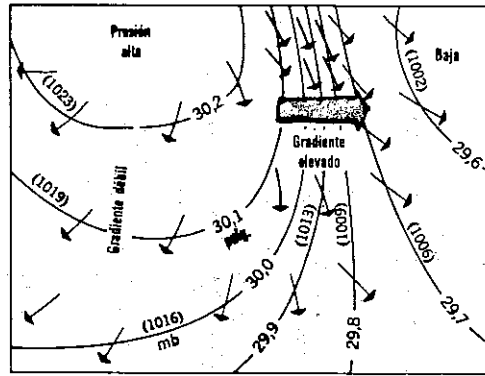 Presión
alta
Baja
(1002)
(1023)
30,2
Gradiente
elevado
29,6
(1019)
Gradiente débil
30,1
pulg.
(1013)
(1009)
(1006)
30,0
(1016)
mb
29,9
29,8
29,7